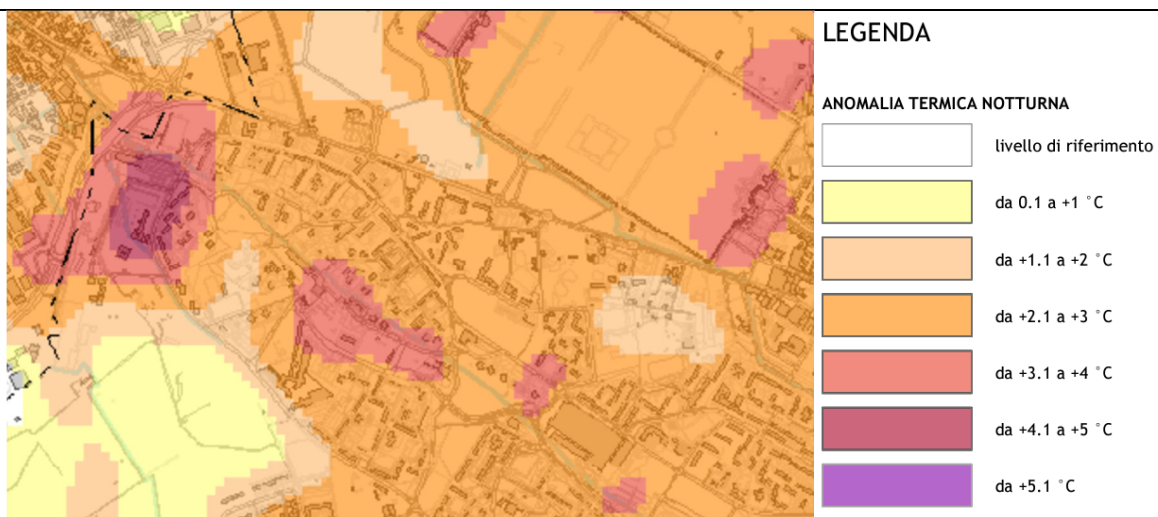 LEGENDA
ANOMALIA TERMICA NOTTURNA
livello di riferimento
da 0.1 a +1 °C
da +1.1 a +2 °C
da +2.1 a +3 °C
da +3.1 a +4 °C
da +4.1 a +5 °C
da +5.1 °C